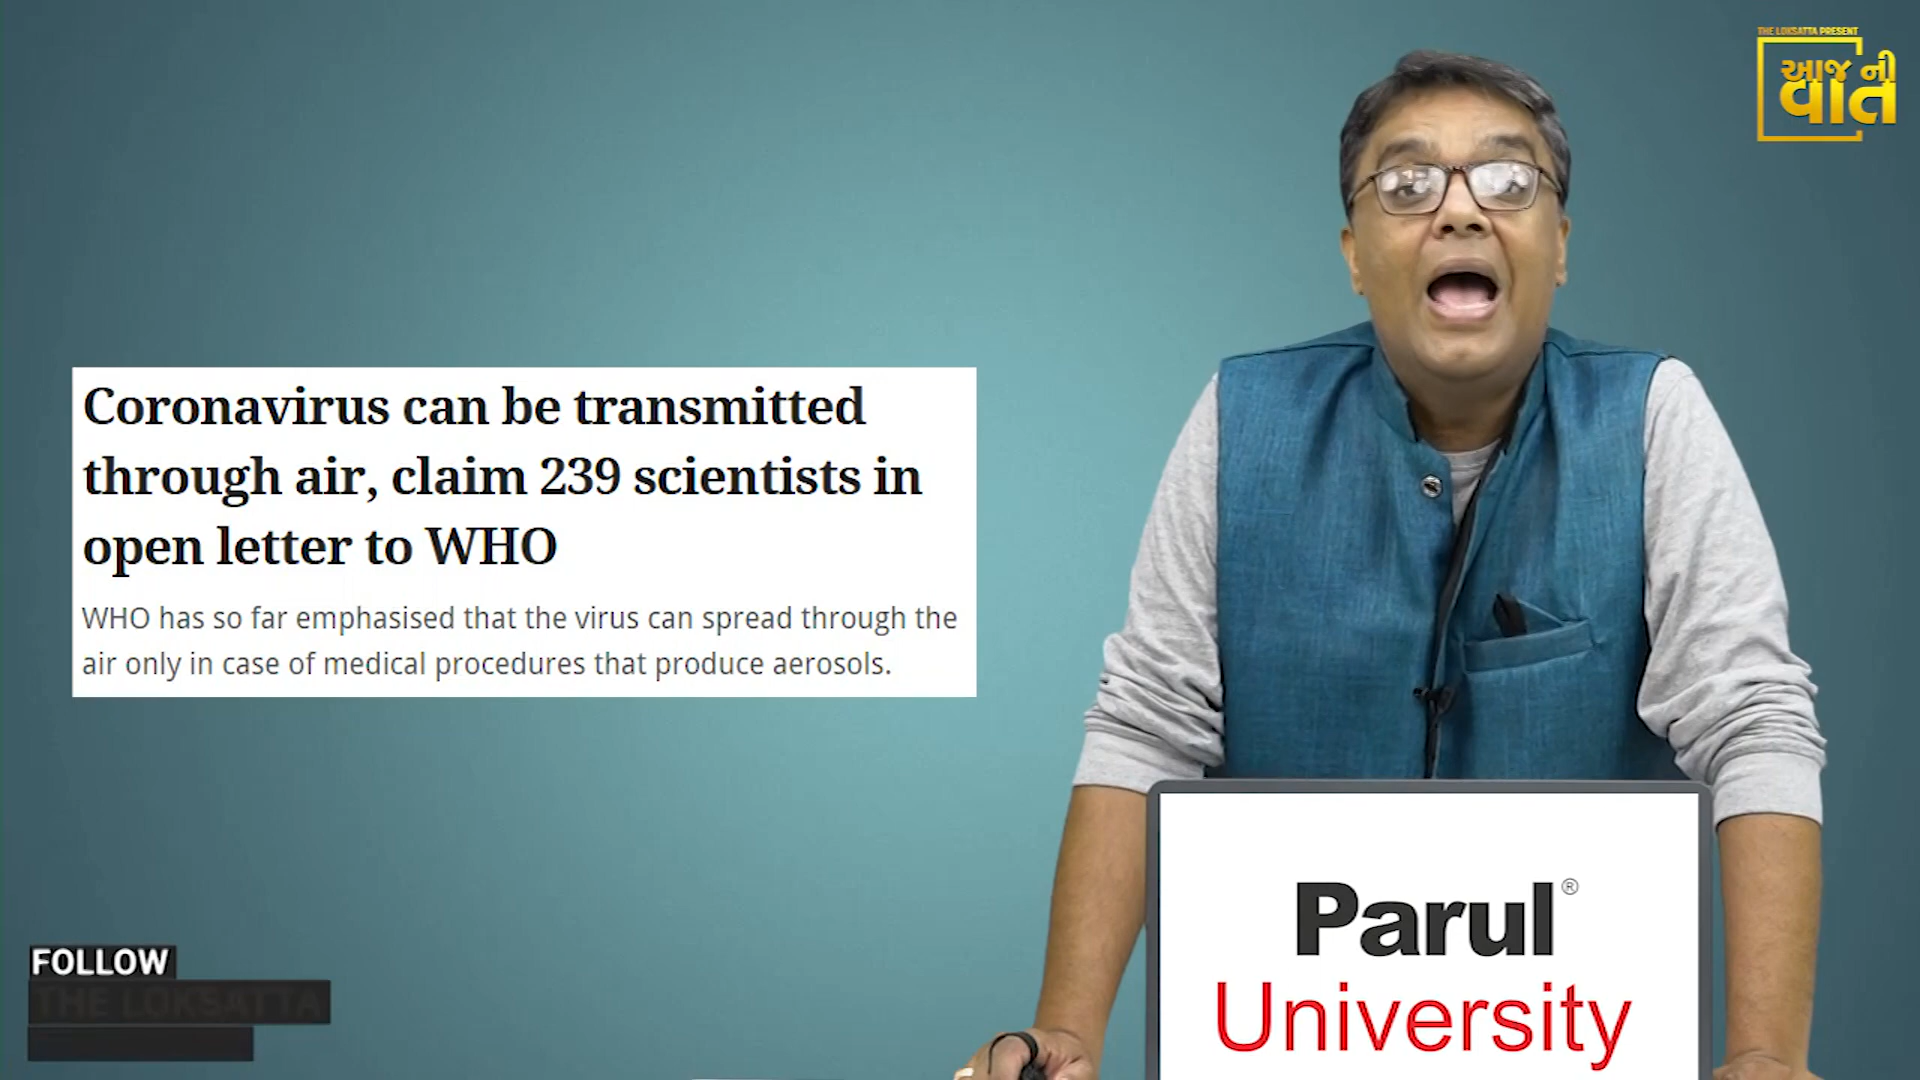 THE LOKSATTA PRESENT
આજ ની
વાત
Coronavirus can be transmitted
through air, claim 239 scientists in
open letter to WHO
WHO has so far emphasised that the virus can spread through the
air only in case of medical procedures that produce aerosols.
FOLLOW
THE LOKSATTA
Parul®
University